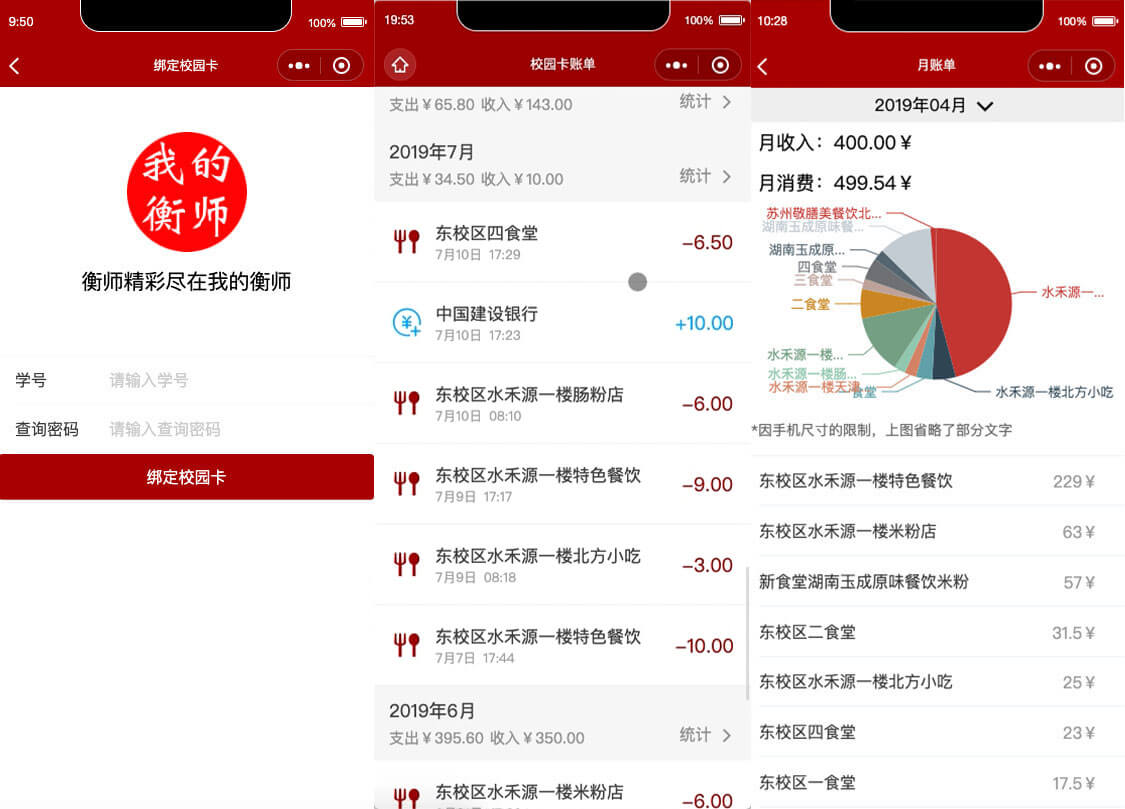 9:50
100%
绑定校园卡
我的
衡师
衡师精彩尽在我的衡师
学号 请输入学号
查询密码 请输入查询密码
绑定校园卡
19:53
100%
校园卡账单
支出￥65.80 收入￥143.00
统计
2019年7月
支出￥34.50 收入￥10.00
统计
东校区四食堂
7月10日 17:29
−6.50
中国建设银行
7月10日 17:23
+10.00
东校区水禾源一楼肠粉店
7月10日 08:10
−6.00
东校区水禾源一楼特色餐饮
7月9日 17:17
−9.00
东校区水禾源一楼北方小吃
7月9日 08:18
−3.00
东校区水禾源一楼特色餐饮
7月7日 17:44
−10.00
2019年6月
支出￥395.60 收入￥350.00
统计
东校区水禾源一楼米粉店
−6.00
10:28
100%
月账单
2019年04月
月收入：400.00￥
月消费：499.54￥
苏州敬膳美餐饮北...
湖南玉成原味餐...
湖南玉成原...
四食堂
三食堂
二食堂
水禾源一...
水禾源一楼...
水禾源一楼肠...
水禾源一楼天津
食堂
水禾源一楼北方小吃
*因手机尺寸的限制，上图省略了部分文字
东校区水禾源一楼特色餐饮 229￥
东校区水禾源一楼米粉店 63￥
新食堂湖南玉成原味餐饮米粉 57￥
东校区二食堂 31.5￥
东校区水禾源一楼北方小吃 25￥
东校区四食堂 23￥
东校区一食堂 17.5￥